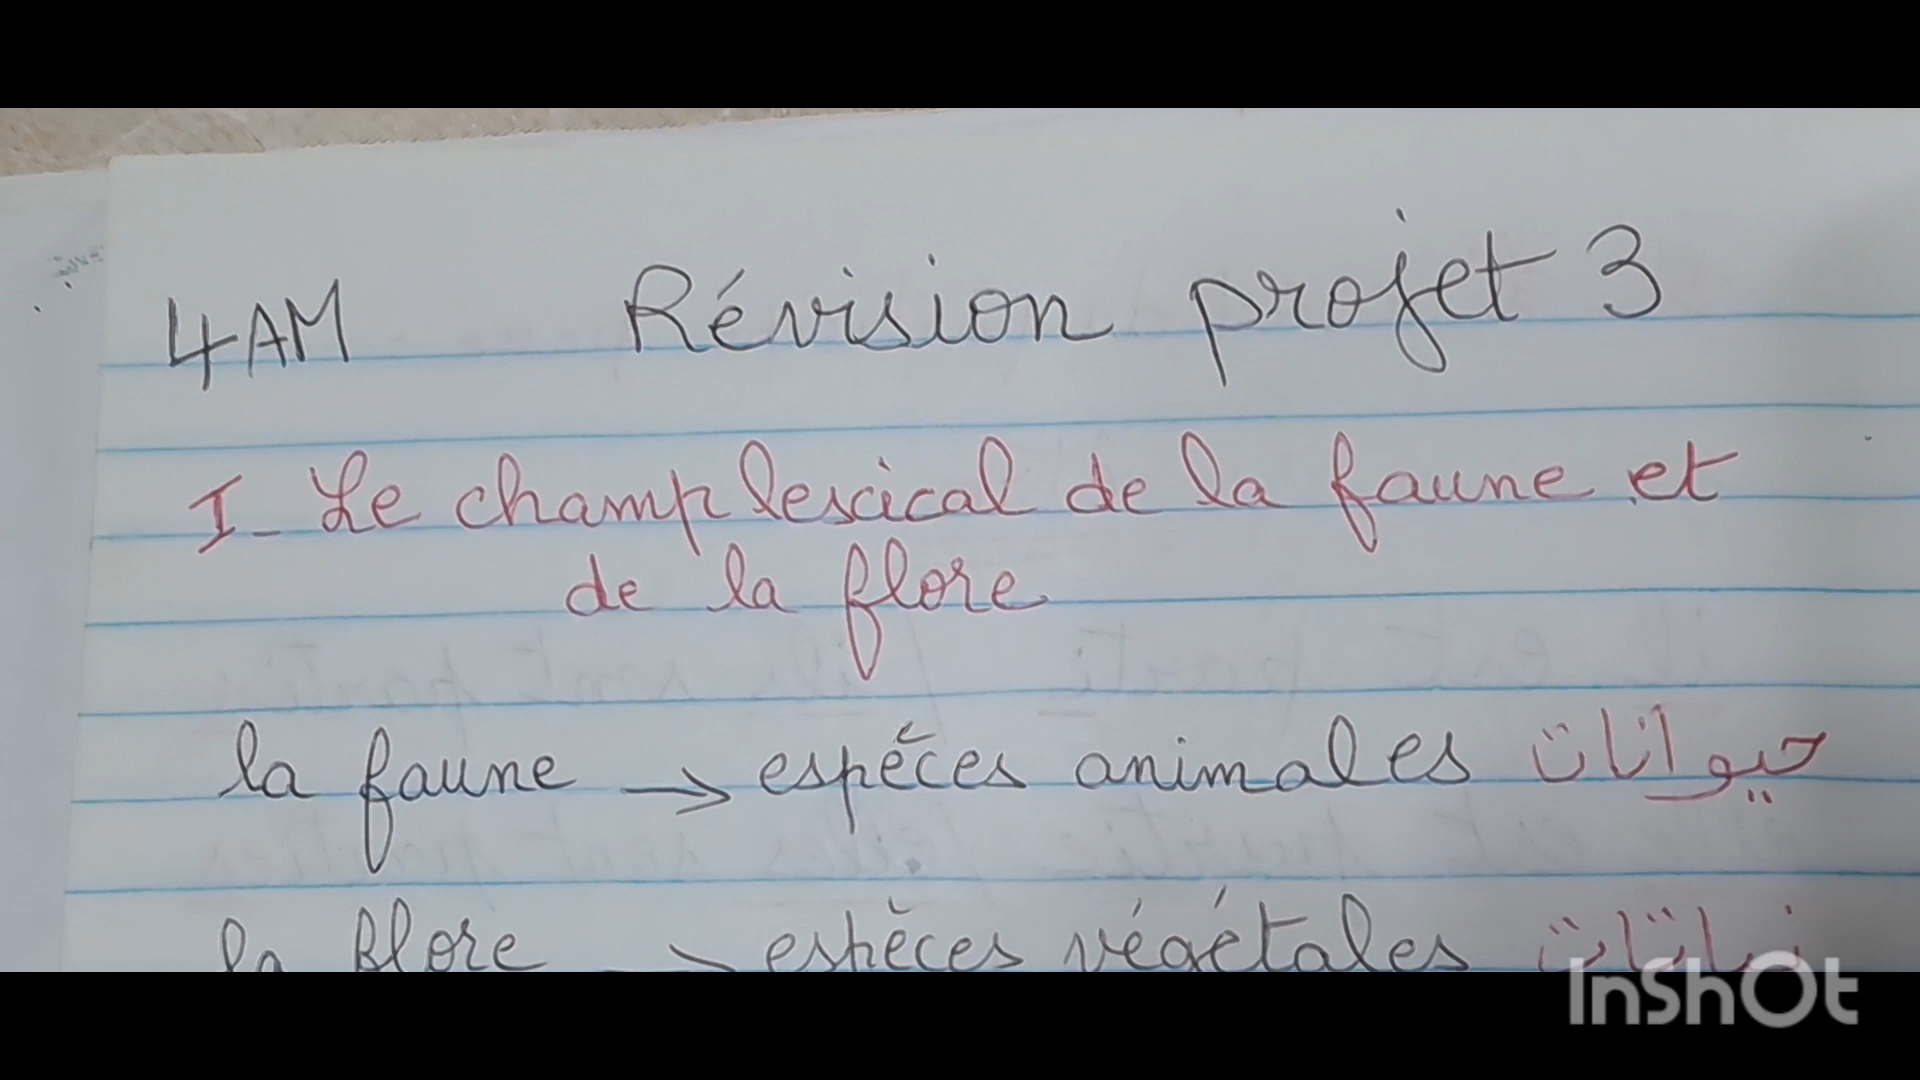 4AM Révision projet 3
I- Le champ lexical de la faune et
de la flore
la faune → espèces animales حيوانات
la flore → espèces végétales نباتات
InShOt